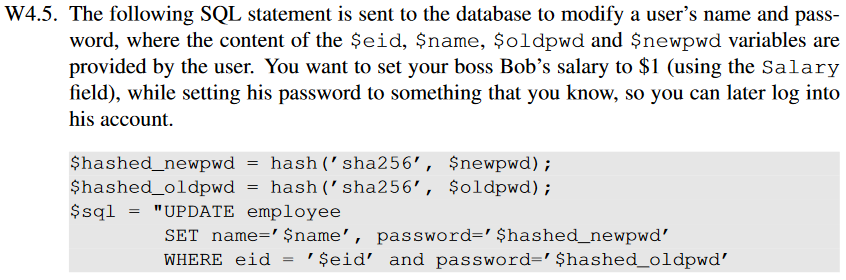 W4.5. The following SQL statement is sent to the database to modify a user’s name and pass-
word, where the content of the $eid, $name, $oldpwd and $newpwd variables are
provided by the user. You want to set your boss Bob’s salary to $1 (using the Salary
field), while setting his password to something that you know, so you can later log into
his account.
$hashed_newpwd = hash(’sha256’, $newpwd);
$hashed_oldpwd = hash(’sha256’, $oldpwd);
$sql = "UPDATE employee
SET name=’$name’, password=’$hashed_newpwd’
WHERE eid = ’$eid’ and password=’$hashed_oldpwd’